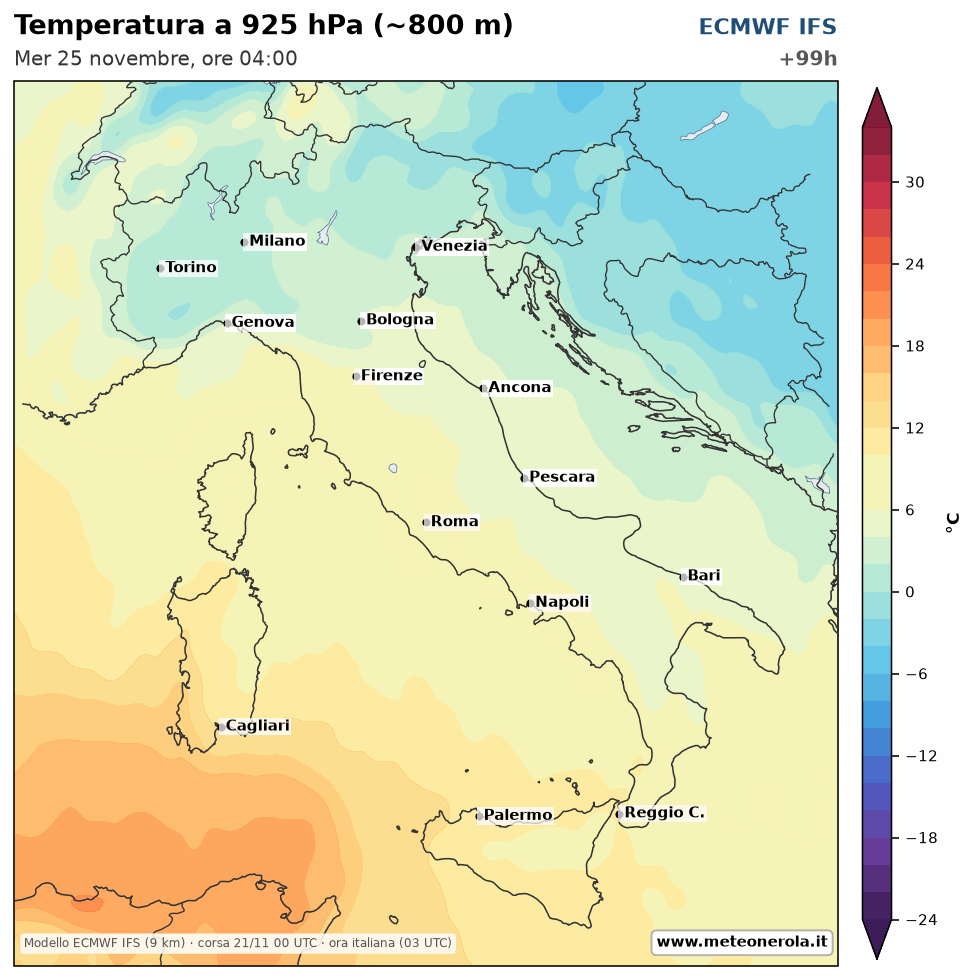 Temperatura a 925 hPa (~800 m)
ECMWF IFS
Mer 25 novembre, ore 04:00
+99h
Milano
Venezia
Torino
Genova
Bologna
Firenze
Ancona
Pescara
Roma
Bari
Napoli
Cagliari
Palermo
Reggio C.
30
24
18
12
6
0
−6
−12
−18
−24
°C
Modello ECMWF IFS (9 km) · corsa 21/11 00 UTC · ora italiana (03 UTC)
www.meteonerola.it